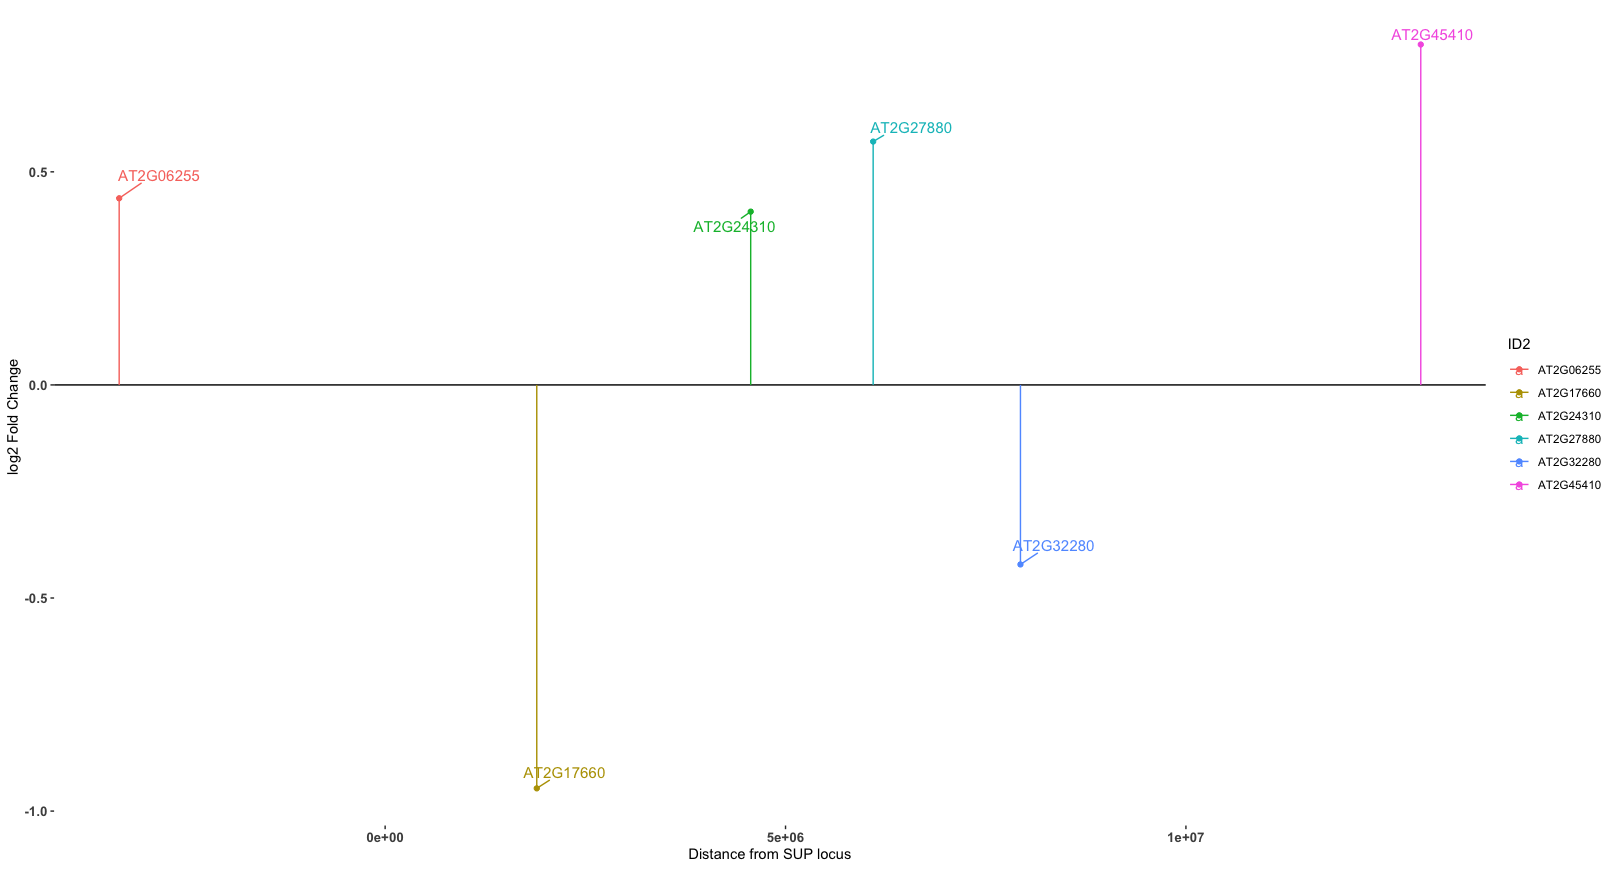 AT2G45410
AT2G27880
AT2G06255
AT2G24310
AT2G32280
AT2G17660
0.5
0.0
-0.5
-1.0
log2 Fold Change
0e+00
5e+06
1e+07
Distance from SUP locus
ID2
a AT2G06255
a AT2G17660
a AT2G24310
a AT2G27880
a AT2G32280
a AT2G45410